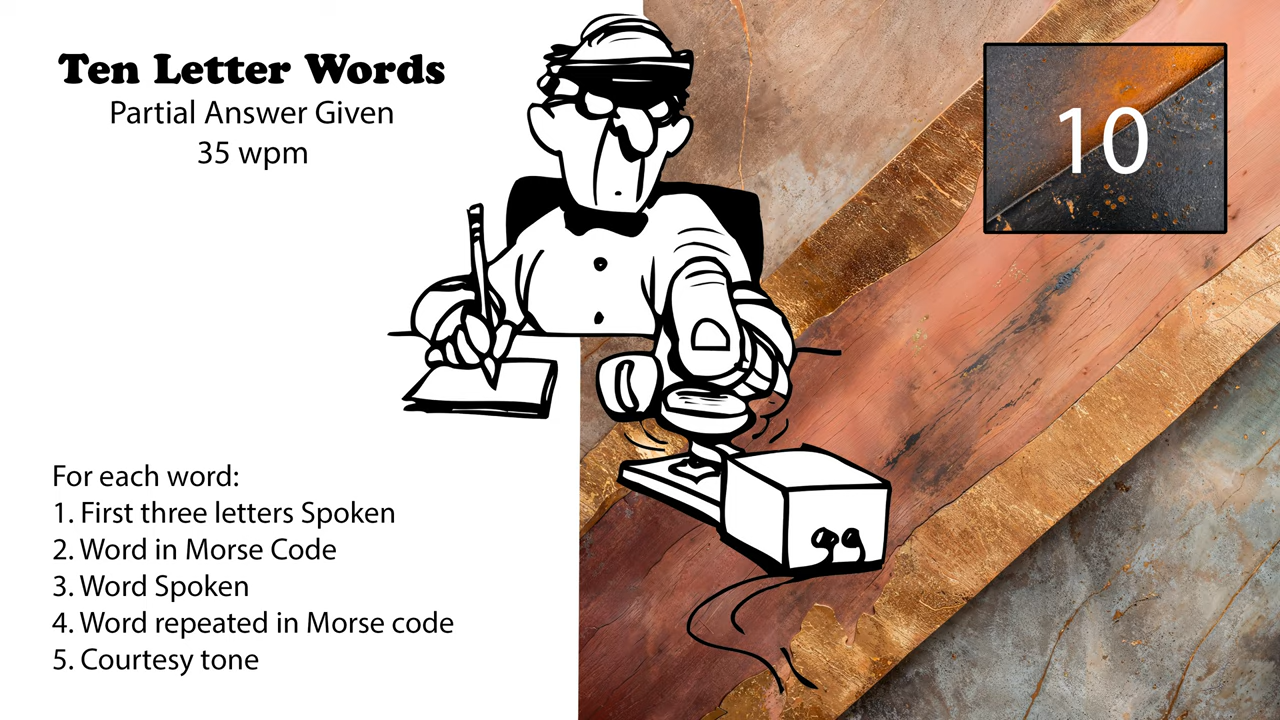 Ten Letter Words
Partial Answer Given
35 wpm
10
For each word:
1. First three letters Spoken
2. Word in Morse Code
3. Word Spoken
4. Word repeated in Morse code
5. Courtesy tone